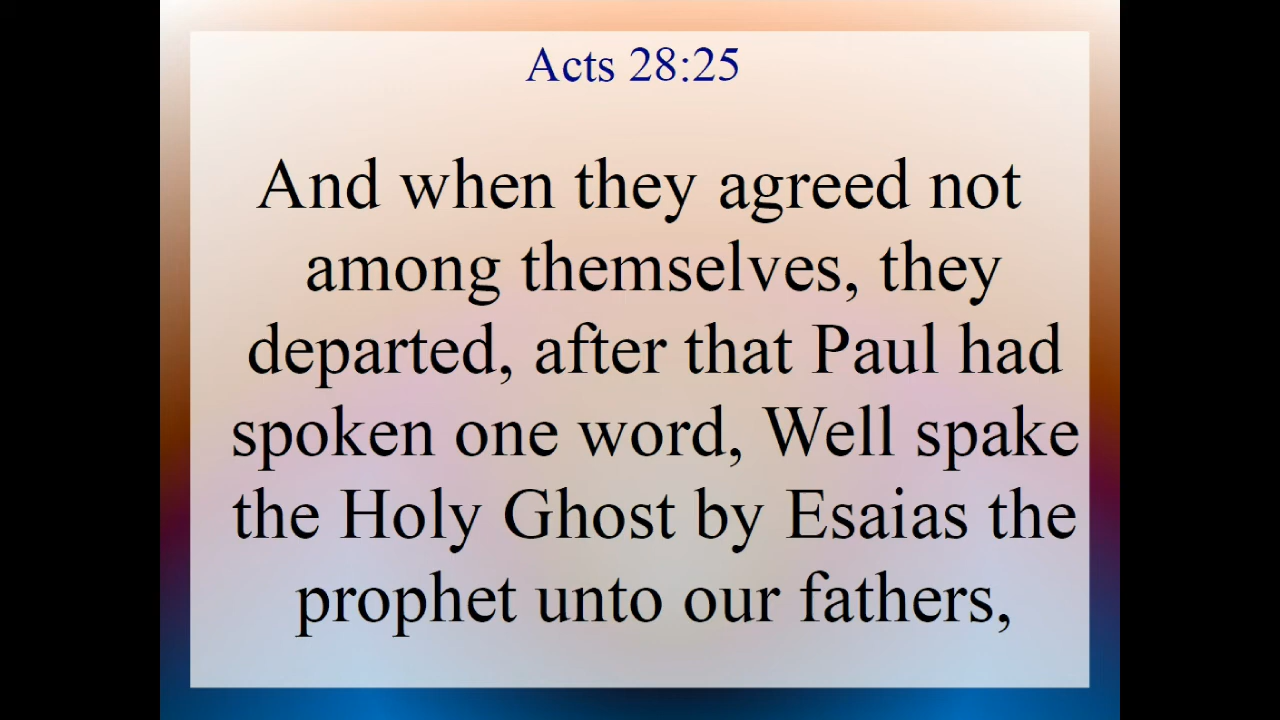 Acts 28:25
And when they agreed not
among themselves, they
departed, after that Paul had
spoken one word, Well spake
the Holy Ghost by Esaias the
prophet unto our fathers,